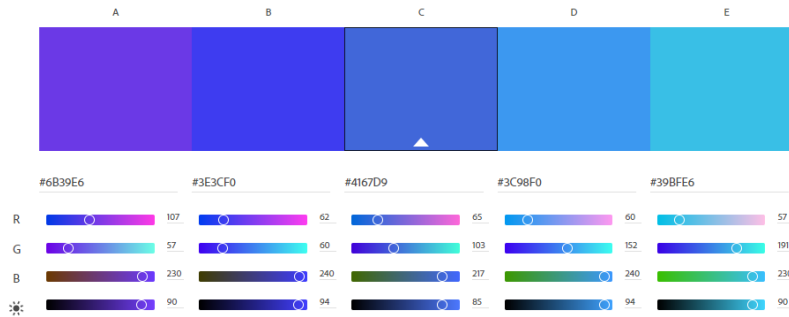 A B C D E
#6B39E6 #3E3CF0 #4167D9 #3C98F0 #39BFE6
R 107 62 65 60 57
G 57 60 103 152 191
B 230 240 217 240 230
90 94 85 94 90